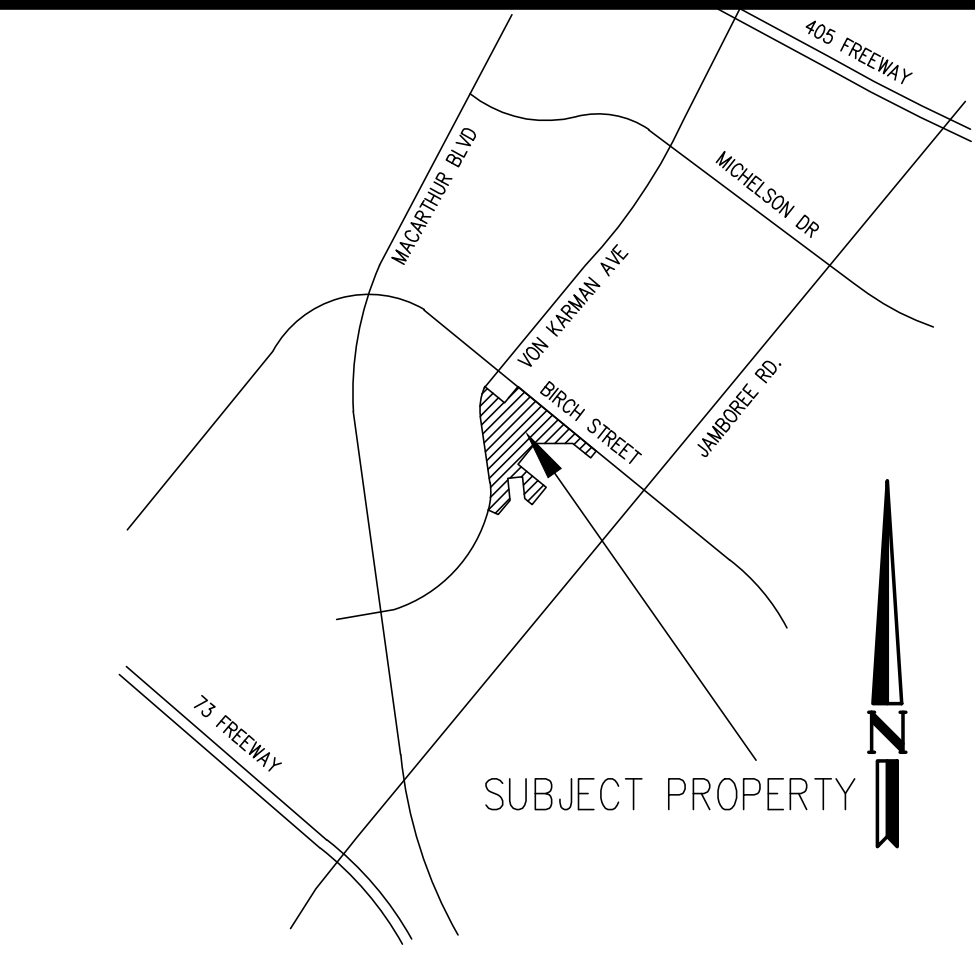 405 FREEWAY
MACARTHUR BLVD
MICHELSON DR
VON KARMAN AVE
BIRCH STREET
JAMBOREE RD.
73 FREEWAY
N
SUBJECT PROPERTY